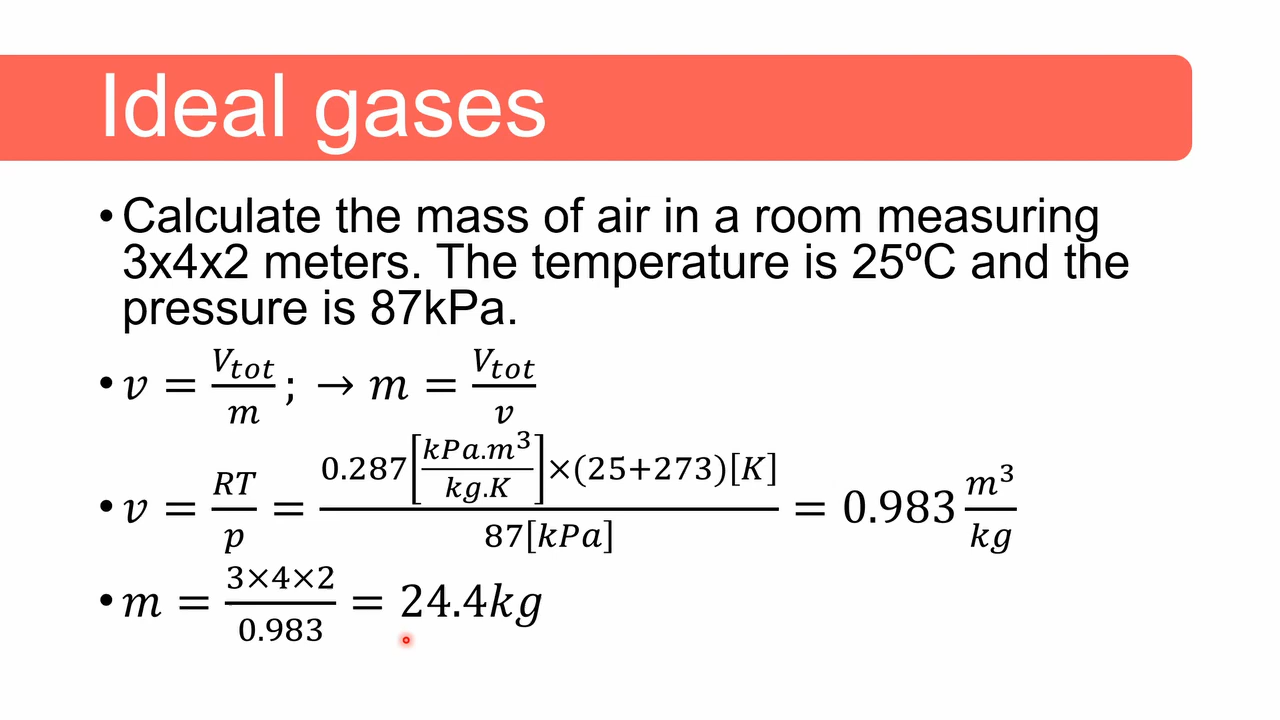 Ideal gases
•Calculate the mass of air in a room measuring
3x4x2 meters. The temperature is 25ºC and the
pressure is 87kPa.
•v = V_tot/m ; → m = V_tot/v
•v = RT/p = 0.287[kPa.m³/kg.K]×(25+273)[K]/87[kPa] = 0.983 m³/kg
•m = 3×4×2/0.983 = 24.4kg